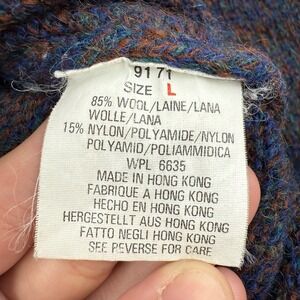 9171
SIZE L
85% WOOL/LAINE/LANA
WOLLE/LANA
15% NYLON/POLYAMIDE/NYLON
POLYAMID/POLIAMMIDICA
WPL 6635
MADE IN HONG KONG
FABRIQUE A HONG KONG
HECHO EN HONG KONG
HERGESTELLT AUS HONG KONG
FATTO NEGLI HONG KONG
SEE REVERSE FOR CARE